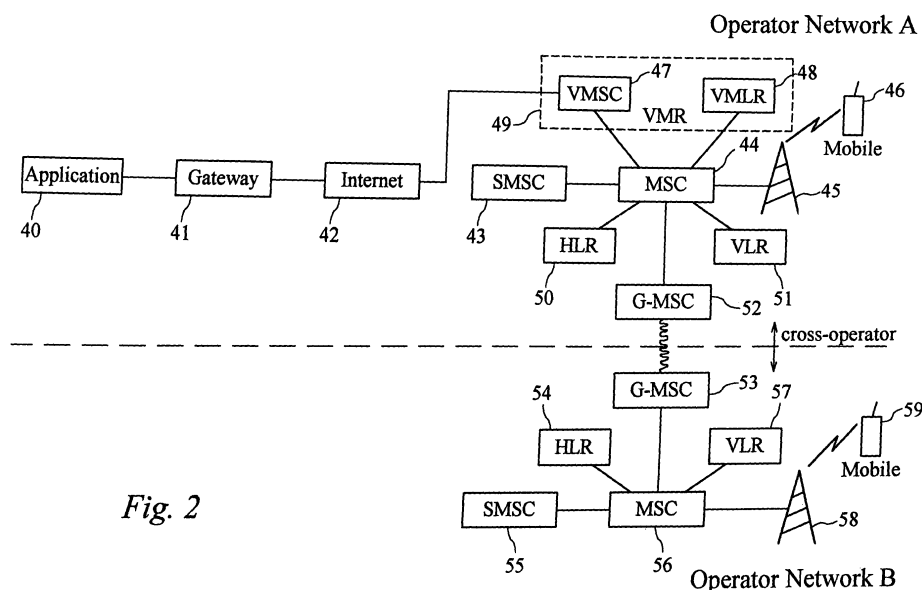 Operator Network A
47
48
46
VMSC
VMLR
49
VMR
Mobile
44
Application
Gateway
Internet
SMSC
MSC
45
40
41
42
43
HLR
VLR
50
51
G-MSC
52
cross-operator
G-MSC
53
54
57
59
HLR
VLR
Mobile
Fig. 2
SMSC
MSC
58
55
56
Operator Network B